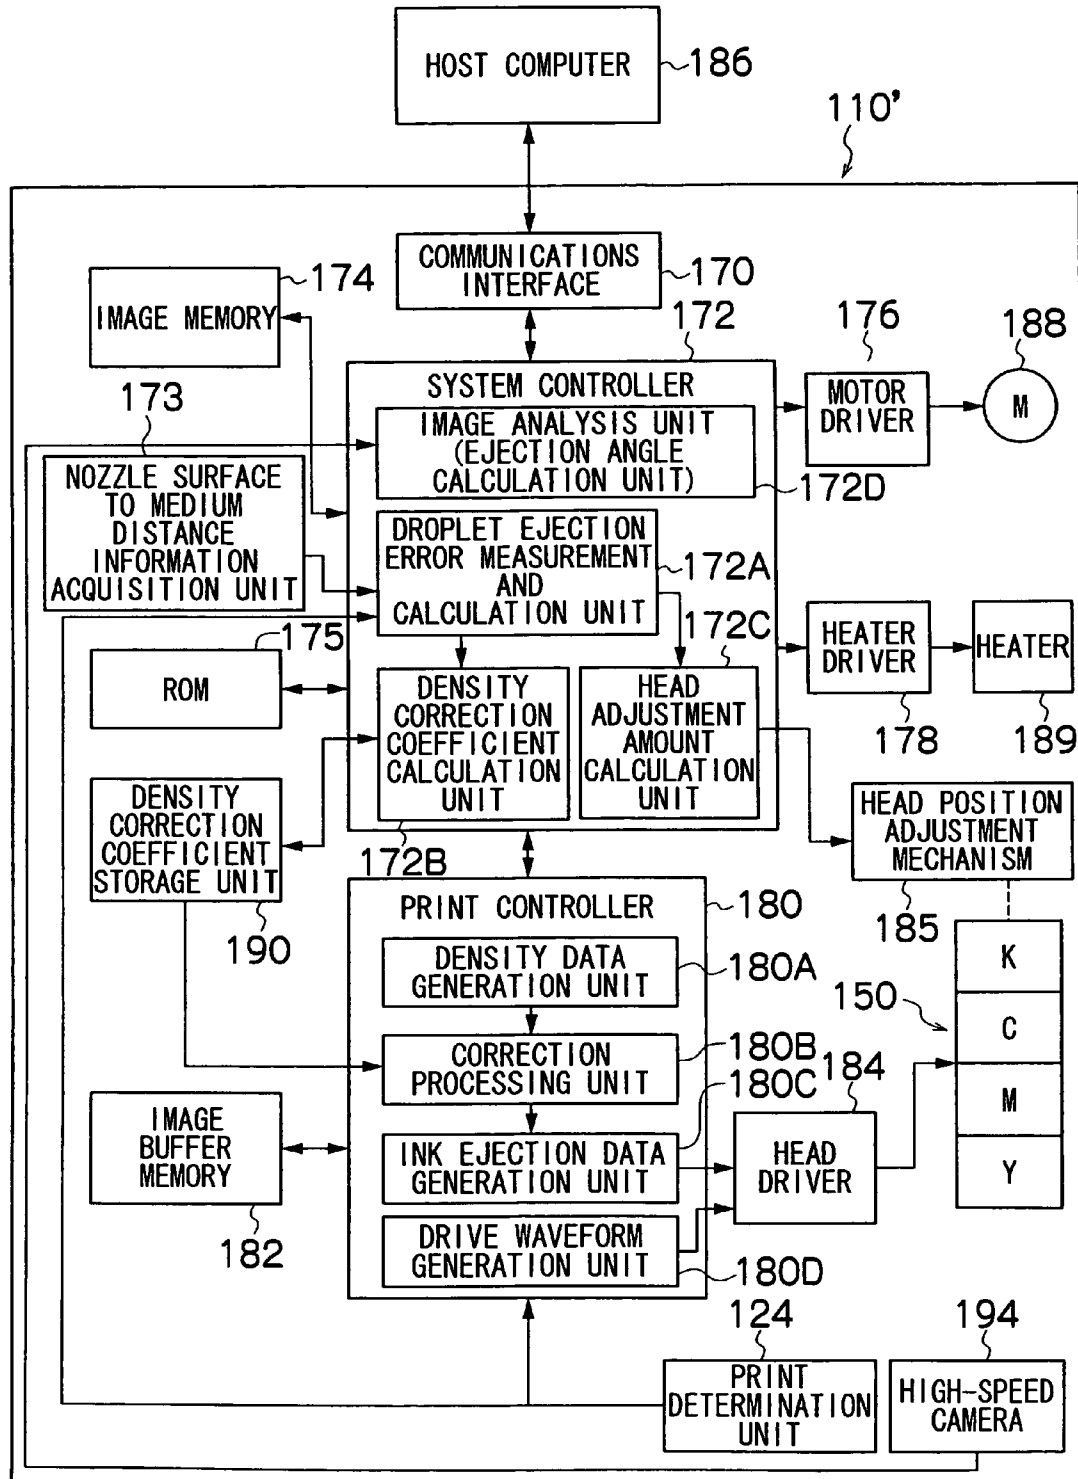 HOST COMPUTER
186
110'
COMMUNICATIONS
INTERFACE
170
174
IMAGE MEMORY
172
176
188
SYSTEM CONTROLLER
MOTOR
DRIVER
M
173
IMAGE ANALYSIS UNIT
(EJECTION ANGLE
CALCULATION UNIT)
172D
NOZZLE SURFACE
TO MEDIUM
DISTANCE
INFORMATION
ACQUISITION UNIT
DROPLET EJECTION
ERROR MEASUREMENT
AND
CALCULATION UNIT
172A
172C
175
ROM
HEATER
DRIVER
178
HEATER
189
DENSITY
CORRECTION
COEFFICIENT
CALCULATION
UNIT
172B
HEAD
ADJUSTMENT
AMOUNT
CALCULATION
UNIT
DENSITY
CORRECTION
COEFFICIENT
STORAGE UNIT
190
HEAD POSITION
ADJUSTMENT
MECHANISM
185
PRINT CONTROLLER
180
DENSITY DATA
GENERATION UNIT
180A
150
K
C
M
Y
CORRECTION
PROCESSING UNIT
180B
180C
184
IMAGE
BUFFER
MEMORY
182
INK EJECTION DATA
GENERATION UNIT
HEAD
DRIVER
DRIVE WAVEFORM
GENERATION UNIT
180D
124
194
PRINT
DETERMINATION
UNIT
HIGH-SPEED
CAMERA